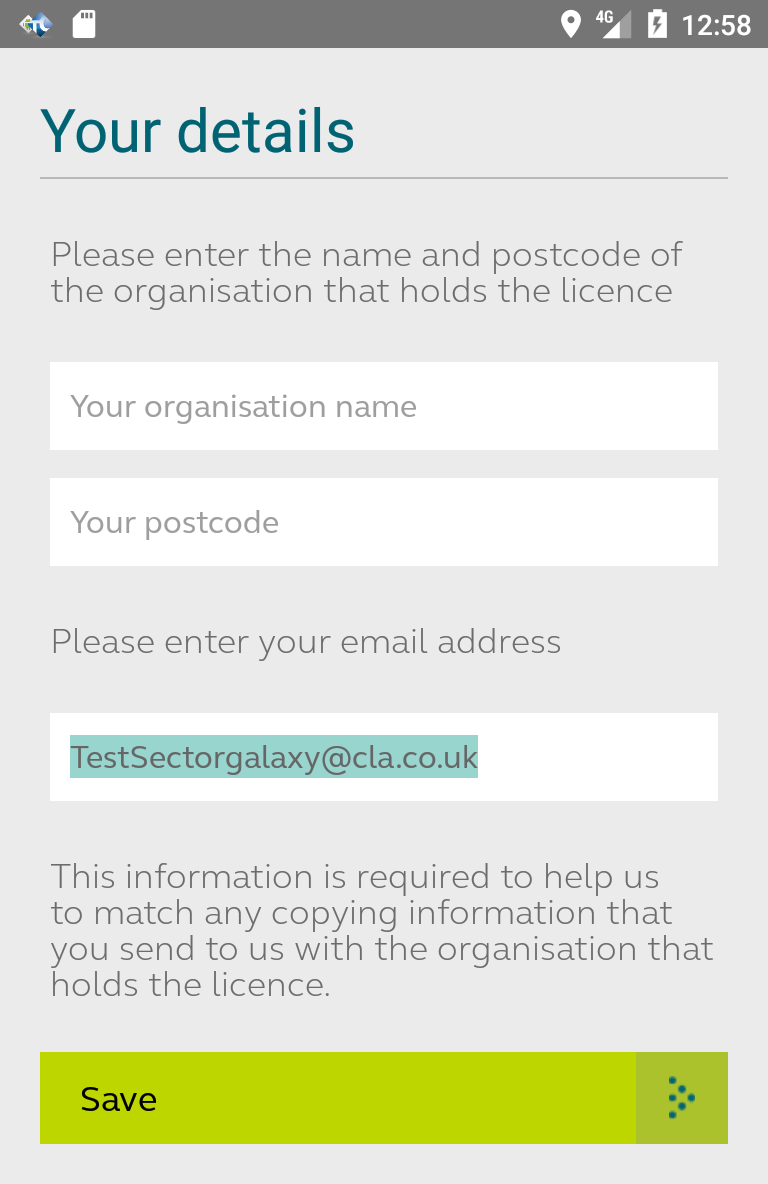 4G 12:58
Your details
Please enter the name and postcode of
the organisation that holds the licence
Your organisation name
Your postcode
Please enter your email address
TestSectorgalaxy@cla.co.uk
This information is required to help us
to match any copying information that
you send to us with the organisation that
holds the licence.
Save